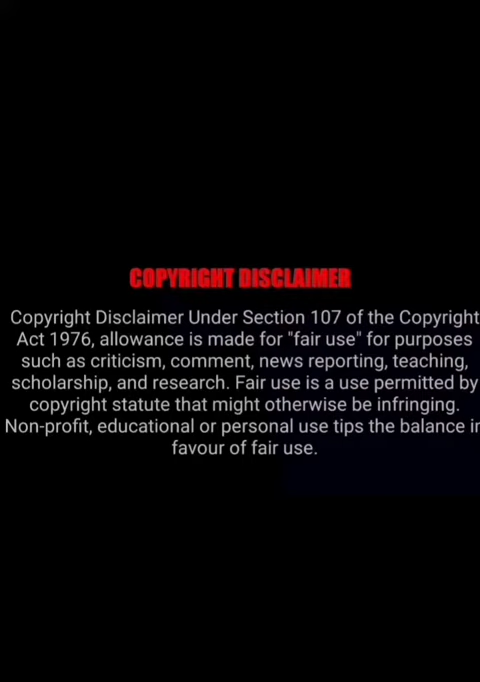 COPYRIGHT DISCLAIMER
Copyright Disclaimer Under Section 107 of the Copyright
Act 1976, allowance is made for "fair use" for purposes
such as criticism, comment, news reporting, teaching,
scholarship, and research. Fair use is a use permitted by
copyright statute that might otherwise be infringing.
Non-profit, educational or personal use tips the balance in
favour of fair use.